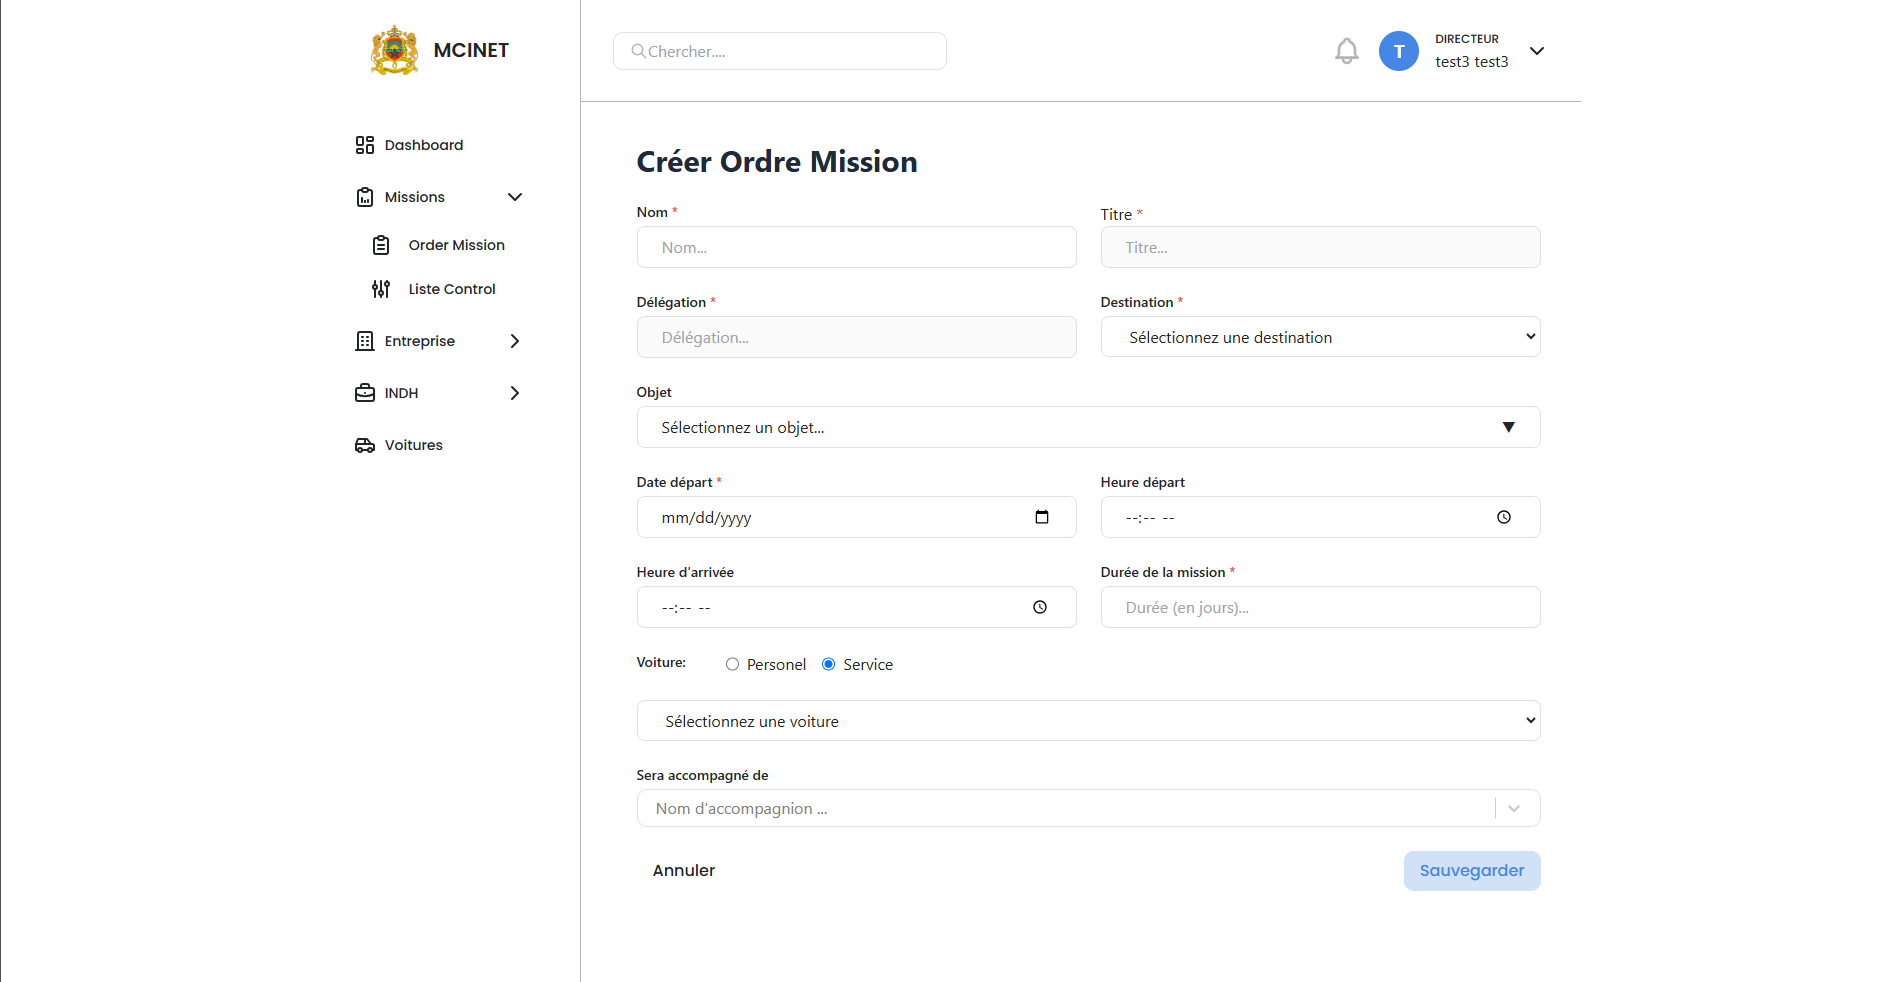 MCINET
Chercher....
T
DIRECTEUR
test3 test3
Dashboard
Missions
Order Mission
Liste Control
Entreprise
INDH
Voitures
Créer Ordre Mission
Nom *
Nom...
Titre *
Titre...
Délégation *
Délégation...
Destination *
Sélectionnez une destination
Objet
Sélectionnez un objet...
Date départ *
mm/dd/yyyy
Heure départ
--:-- --
Heure d'arrivée
--:-- --
Durée de la mission *
Durée (en jours)...
Voiture:
Personel
Service
Sélectionnez une voiture
Sera accompagné de
Nom d'accompagnion ...
Annuler
Sauvegarder